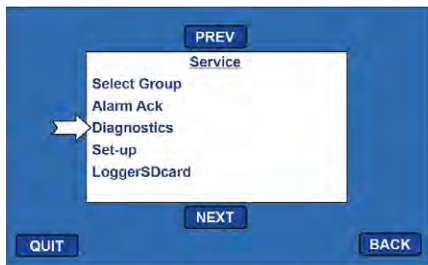 PREV
Service
Select Group
Alarm Ack
Diagnostics
Set-up
LoggerSDcard
NEXT
QUIT
BACK